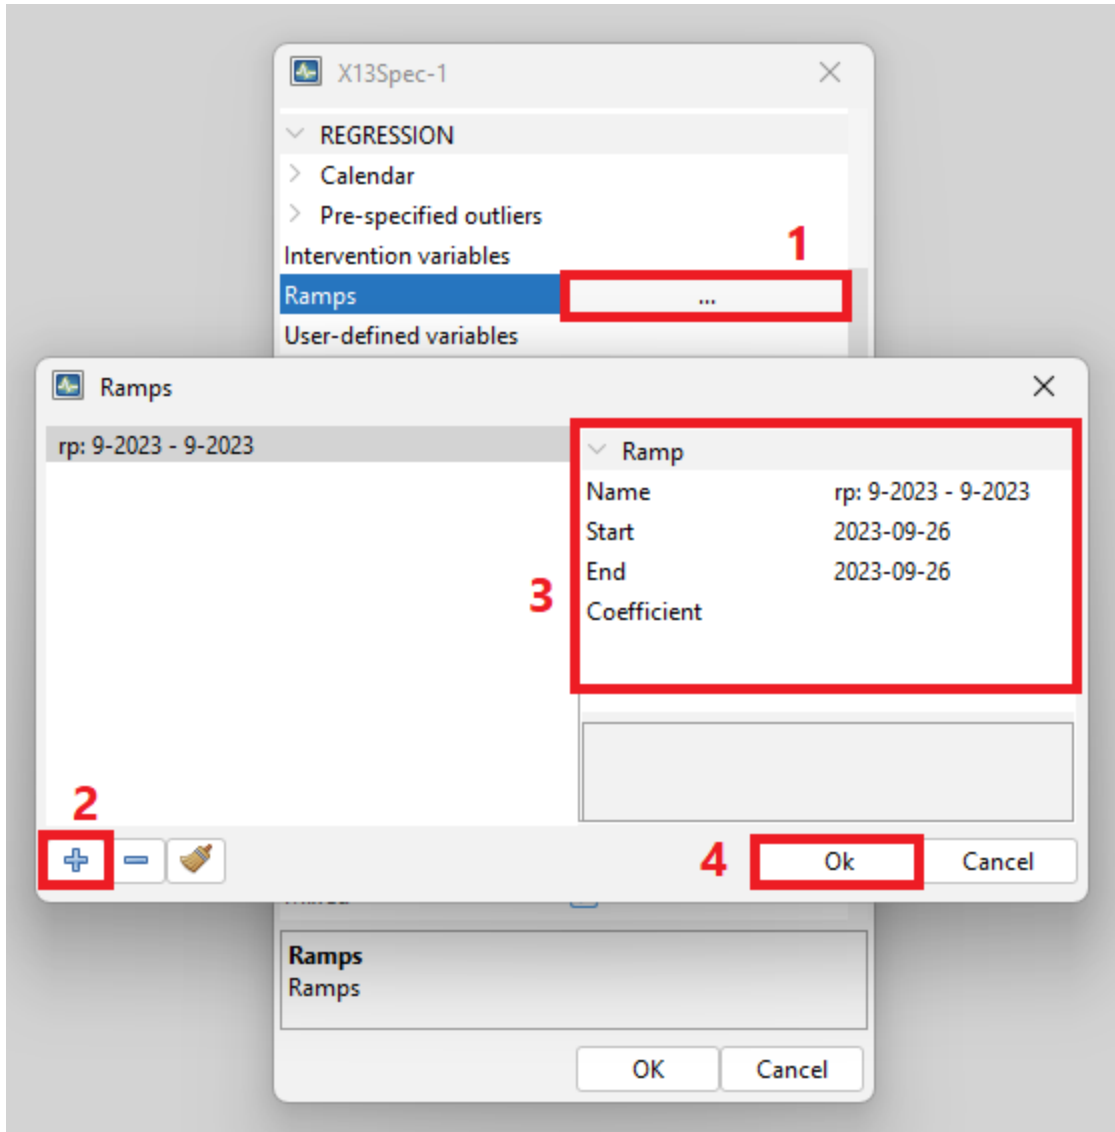 X13Spec-1
REGRESSION
Calendar
Pre-specified outliers
Intervention variables
1
Ramps ...
User-defined variables
Ramps
rp: 9-2023 - 9-2023
Ramp
Name rp: 9-2023 - 9-2023
Start 2023-09-26
End 2023-09-26
3
Coefficient
2
4 Ok Cancel
Ramps
Ramps
OK Cancel